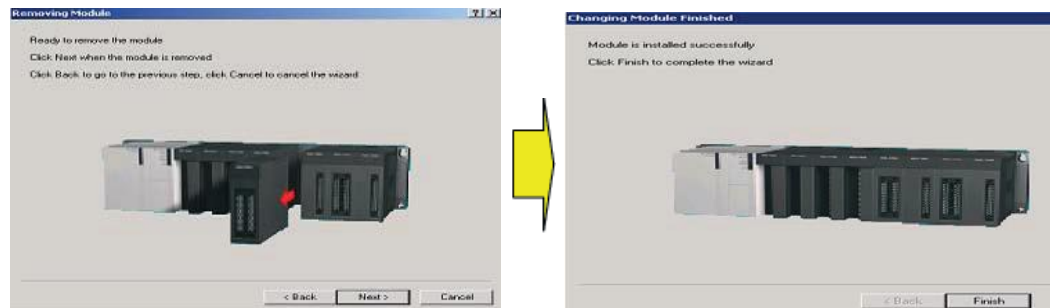 Removing Module
Ready to remove the module
Click Next when the module is removed
Click Back to go to the previous step, click Cancel to cancel the wizard
< Back
Next >
Cancel
Changing Module Finished
Module is installed successfully
Click Finish to complete the wizard
< Back
Finish